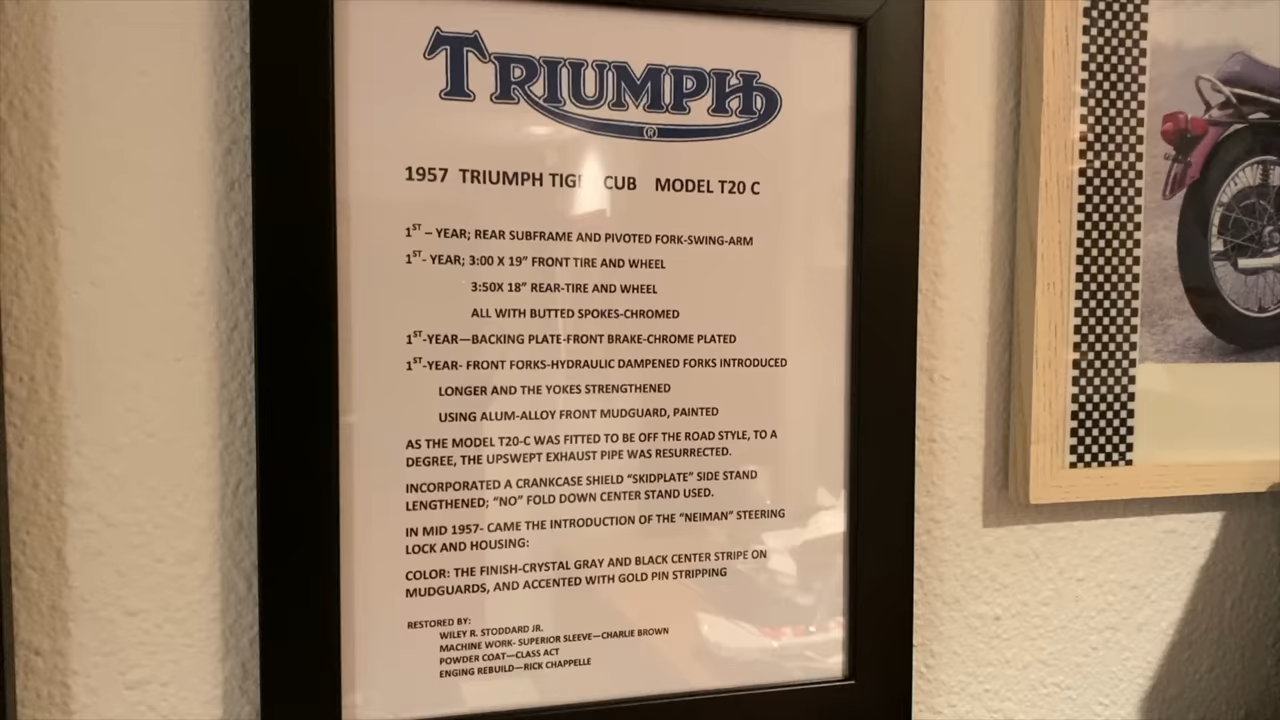 TRIUMPH
®
1957 TRIUMPH TIG CUB MODEL T20 C
1ST – YEAR; REAR SUBFRAME AND PIVOTED FORK-SWING-ARM
1ST- YEAR; 3:00 X 19" FRONT TIRE AND WHEEL
3:50X 18" REAR-TIRE AND WHEEL
ALL WITH BUTTED SPOKES-CHROMED
1ST-YEAR—BACKING PLATE-FRONT BRAKE-CHROME PLATED
1ST-YEAR- FRONT FORKS-HYDRAULIC DAMPENED FORKS INTRODUCED
LONGER AND THE YOKES STRENGTHENED
USING ALUM-ALLOY FRONT MUDGUARD, PAINTED
AS THE MODEL T20-C WAS FITTED TO BE OFF THE ROAD STYLE, TO A
DEGREE, THE UPSWEPT EXHAUST PIPE WAS RESURRECTED.
INCORPORATED A CRANKCASE SHIELD "SKIDPLATE" SIDE STAND
LENGTHENED; "NO" FOLD DOWN CENTER STAND USED.
IN MID 1957- CAME THE INTRODUCTION OF THE "NEIMAN" STEERING
LOCK AND HOUSING:
COLOR: THE FINISH-CRYSTAL GRAY AND BLACK CENTER STRIPE ON
MUDGUARDS, AND ACCENTED WITH GOLD PIN STRIPPING
RESTORED BY:
WILEY R. STODDARD JR.
MACHINE WORK- SUPERIOR SLEEVE—CHARLIE BROWN
POWDER COAT—CLASS ACT
ENGING REBUILD—RICK CHAPPELLE